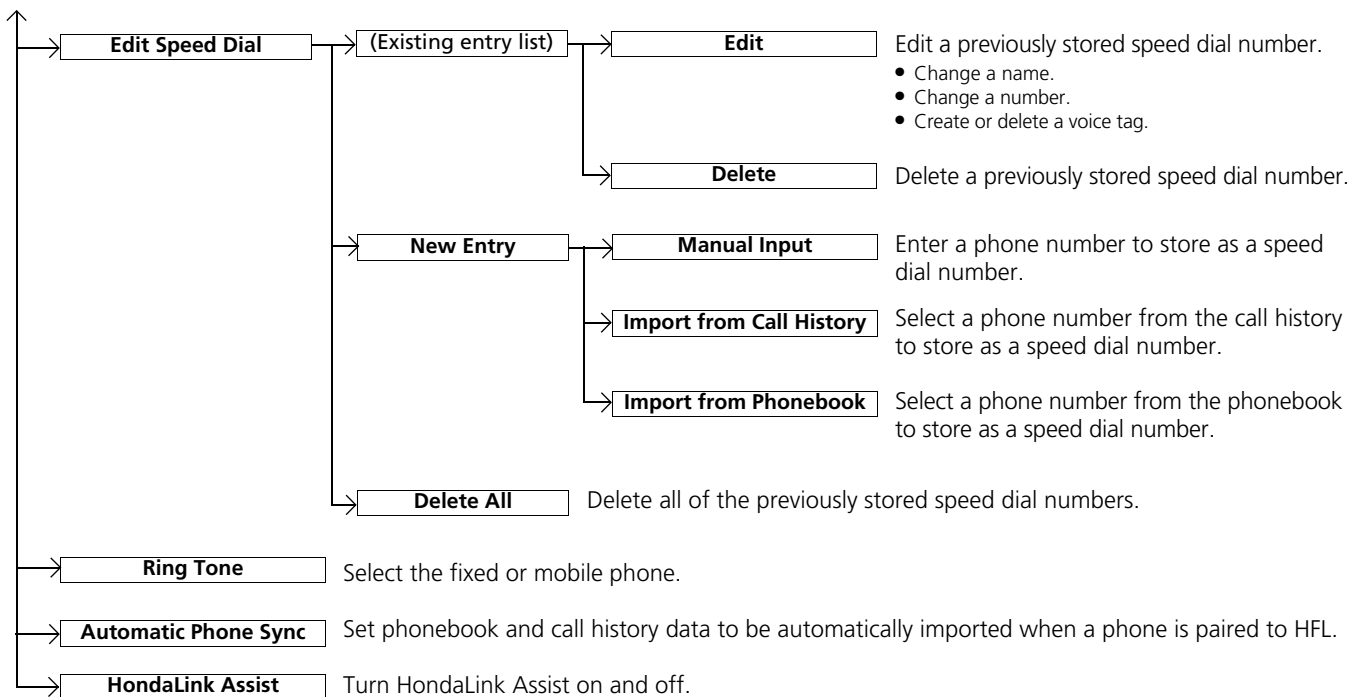 Edit Speed Dial
(Existing entry list)
Edit
Edit a previously stored speed dial number.
● Change a name.
● Change a number.
● Create or delete a voice tag.
Delete
Delete a previously stored speed dial number.
New Entry
Manual Input
Enter a phone number to store as a speed
dial number.
Import from Call History
Select a phone number from the call history
to store as a speed dial number.
Import from Phonebook
Select a phone number from the phonebook
to store as a speed dial number.
Delete All
Delete all of the previously stored speed dial numbers.
Ring Tone
Select the fixed or mobile phone.
Automatic Phone Sync
Set phonebook and call history data to be automatically imported when a phone is paired to HFL.
HondaLink Assist
Turn HondaLink Assist on and off.